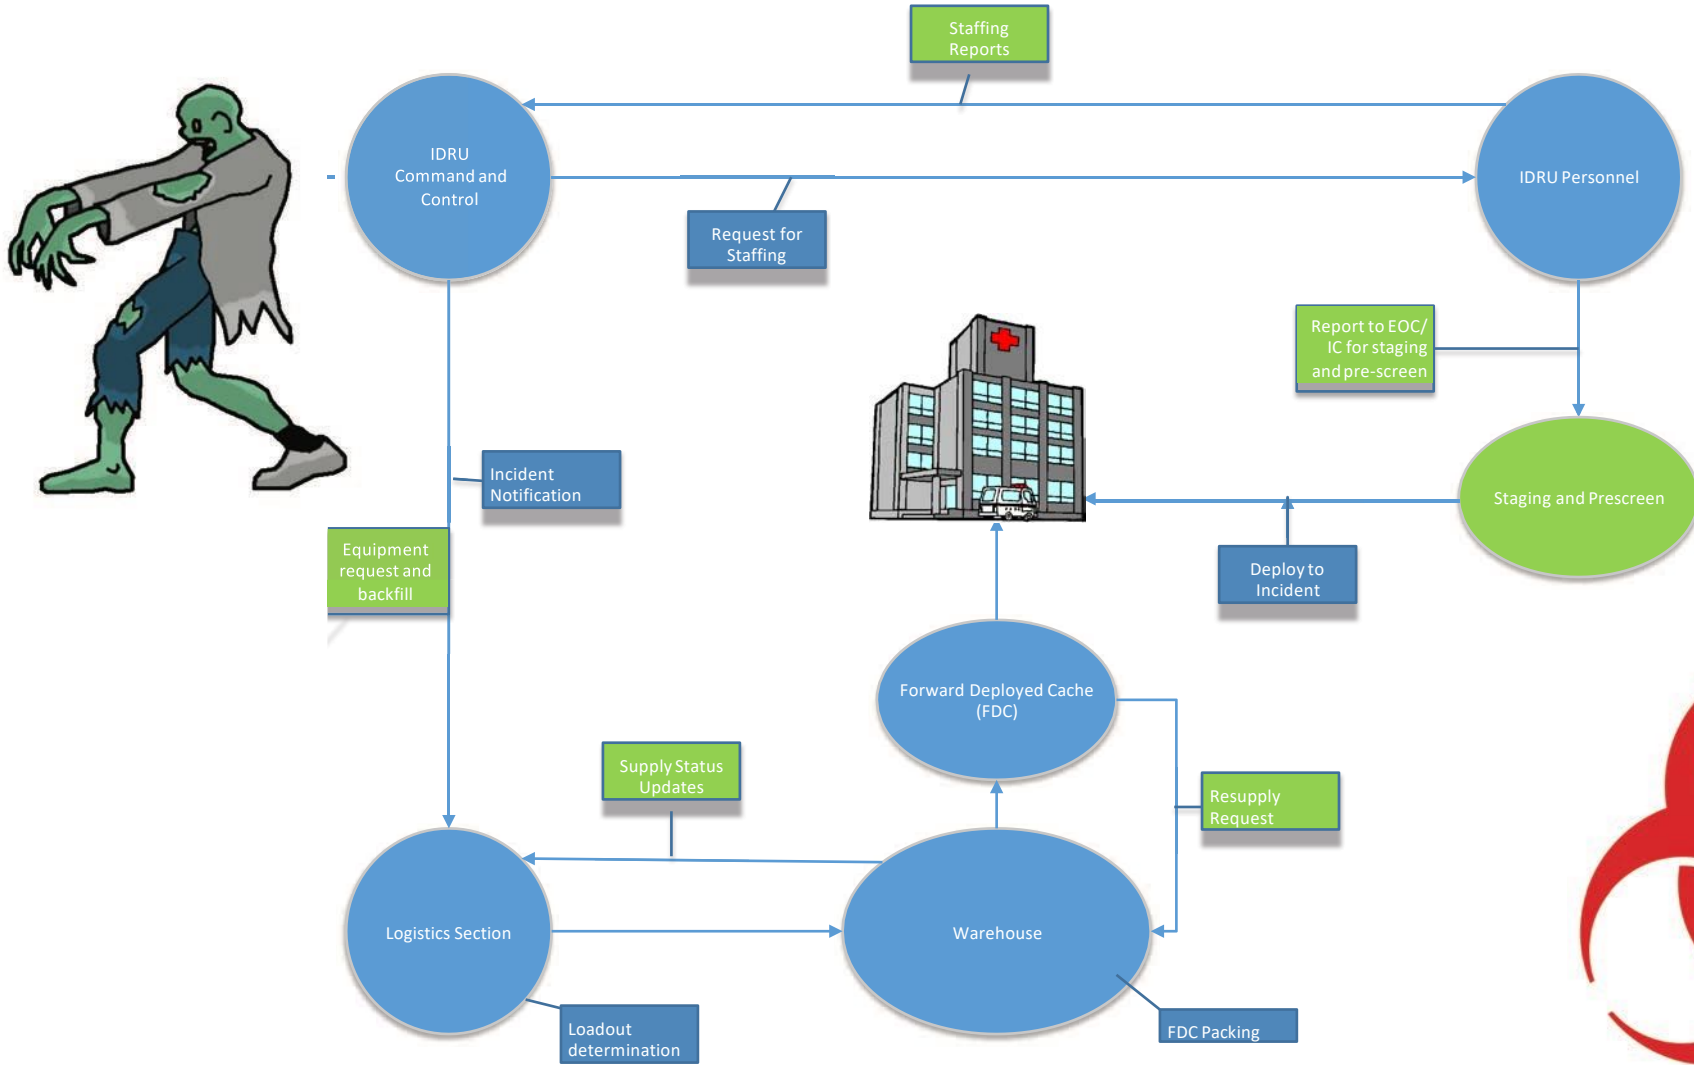 Staffing
Reports
IDRU
Command and
Control
IDRU Personnel
Request for
Staffing
Report to EOC/
IC for staging
and pre-screen
Incident
Notification
Staging and Prescreen
Equipment
request and
backfill
Deploy to
Incident
Forward Deployed Cache
(FDC)
Supply Status
Updates
Resupply
Request
Logistics Section
Warehouse
Loadout
determination
FDC Packing